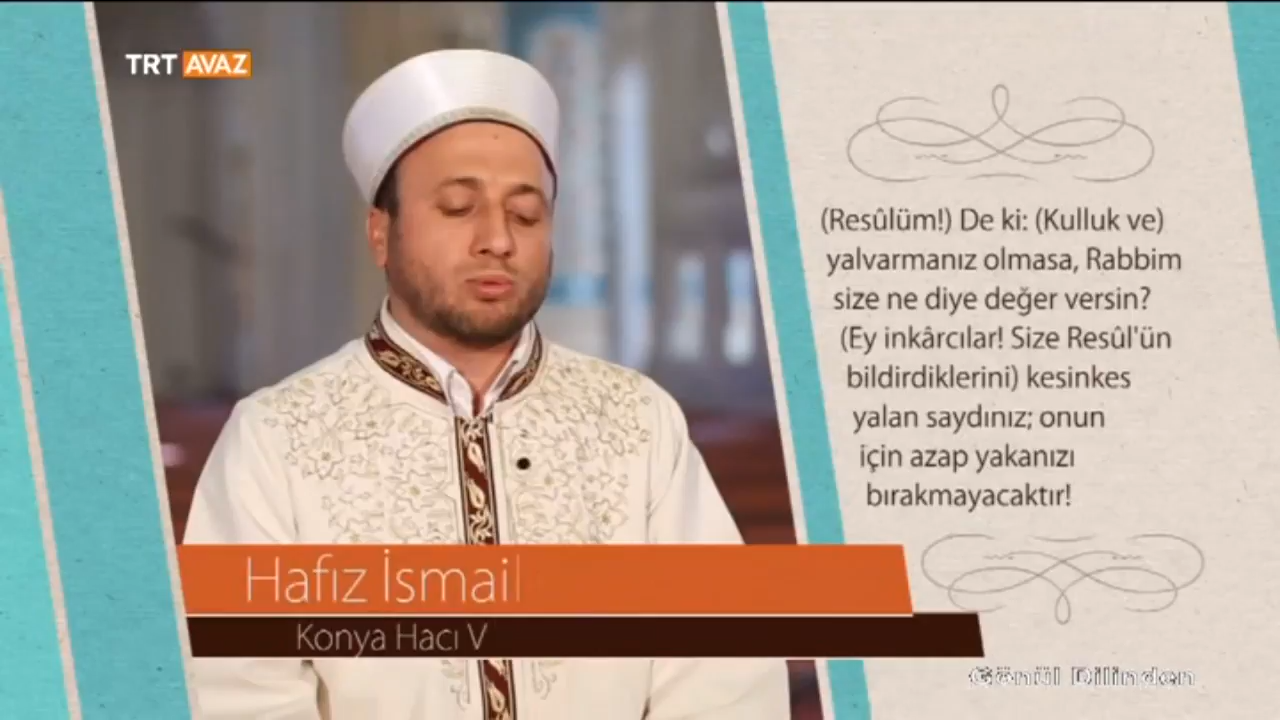 TRT AVAZ
(Resûlüm!) De ki: (Kulluk ve)
yalvarmanız olmasa, Rabbim
size ne diye değer versin?
(Ey inkârcılar! Size Resûl'ün
bildirdiklerini) kesinkes
yalan saydınız; onun
için azap yakanızı
bırakmayacaktır!
Hafız İsmail
Konya Hacı V
Gönül Dilinden